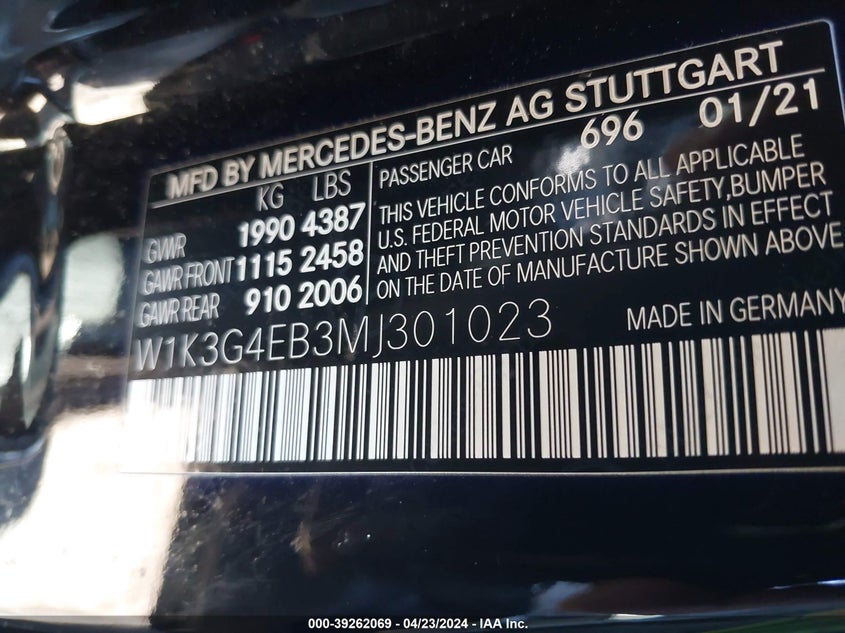 MFD BY MERCEDES-BENZ AG STUTTGART
KG LBS
GVWR 1990 4387
GAWR FRONT 1115 2458
GAWR REAR 910 2006
PASSENGER CAR 696 01/21
THIS VEHICLE CONFORMS TO ALL APPLICABLE
U.S. FEDERAL MOTOR VEHICLE SAFETY,BUMPER
AND THEFT PREVENTION STANDARDS IN EFFECT
ON THE DATE OF MANUFACTURE SHOWN ABOVE
W1K3G4EB3MJ301023
MADE IN GERMANY
000-39262069 / 04/23/2024 - IAA Inc.